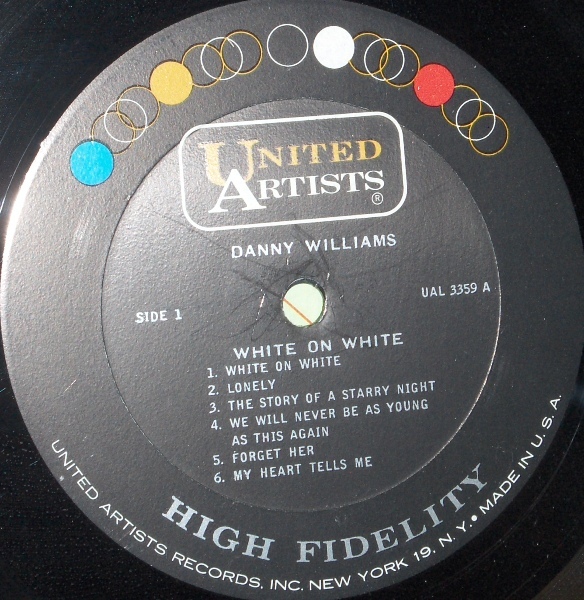 UNITED
ARTISTS®
DANNY WILLIAMS
SIDE 1
UAL 3359 A
WHITE ON WHITE
1. WHITE ON WHITE
2. LONELY
3. THE STORY OF A STARRY NIGHT
4. WE WILL NEVER BE AS YOUNG
AS THIS AGAIN
5. FORGET HER
6. MY HEART TELLS ME
HIGH FIDELITY
UNITED ARTISTS RECORDS, INC. NEW YORK 19, N.Y.• MADE IN U.S.A.